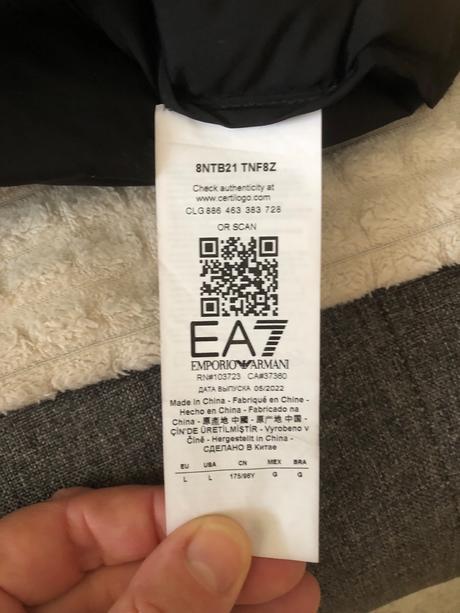 8NTB21 TNF8Z
Check authenticity at
www.certilogo.com
CLG 886 463 383 728
OR SCAN
EA7
EMPORIO ARMANI
RN#103723 CA#37360
ДАТА ВЫПУСКА 05/2022
Made in China - Fabriqué en Chine -
Hecho en China - Fabricado na
China - 原產地 中國 - 原产地 中国 -
ÇİN'DE ÜRETİLMİŞTİR - Vyrobeno v
Číně - Hergestellt in China -
СДЕЛАНО В Китае
EU USA CN MEX BRA
L L 175/96Y G G